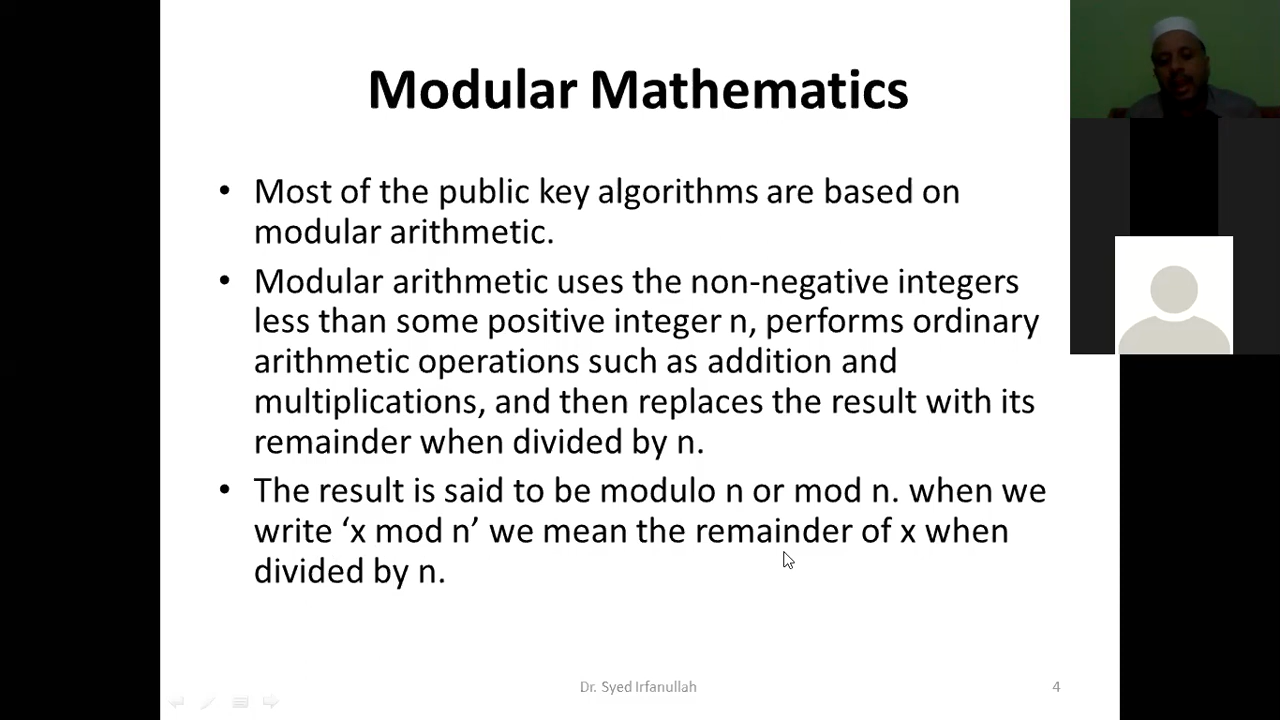 Modular Mathematics
• Most of the public key algorithms are based on
modular arithmetic.
• Modular arithmetic uses the non-negative integers
less than some positive integer n, performs ordinary
arithmetic operations such as addition and
multiplications, and then replaces the result with its
remainder when divided by n.
• The result is said to be modulo n or mod n. when we
write ‘x mod n’ we mean the remainder of x when
divided by n.
Dr. Syed Irfanullah
4